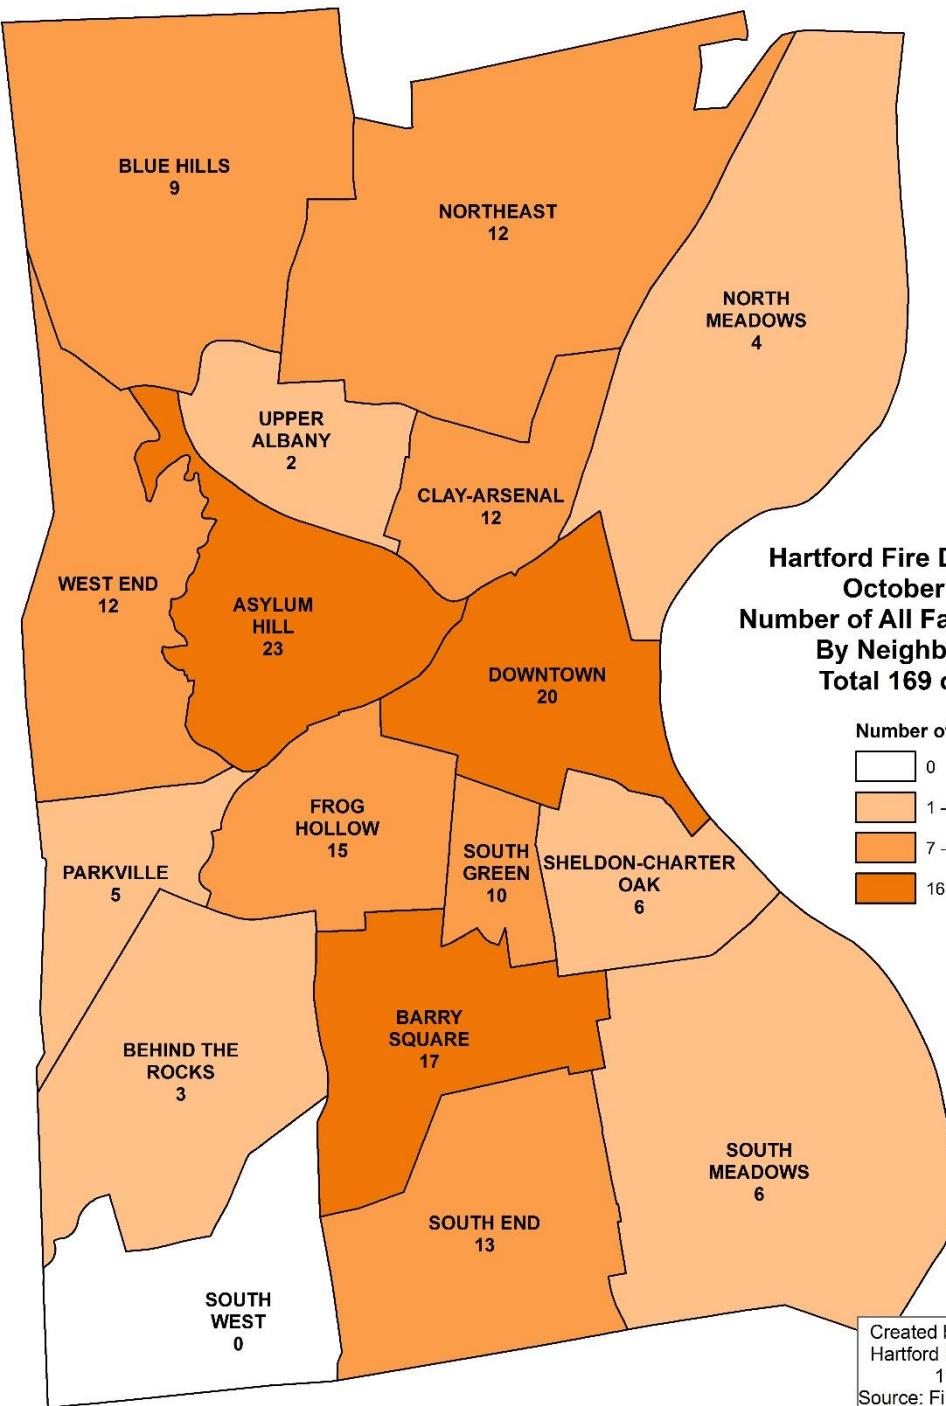 BLUE HILLS
9
NORTHEAST
12
NORTH
MEADOWS
4
UPPER
ALBANY
2
CLAY-ARSENAL
12
WEST END
12
ASYLUM
HILL
23
DOWNTOWN
20
Hartford Fire
October
Number of All
By
Total 169
Number
0
1 -
7 -
16
FROG
HOLLOW
15
SOUTH
GREEN
10
SHELDON-CHARTER
OAK
6
PARKVILLE
5
BARRY
SQUARE
17
BEHIND THE
ROCKS
3
SOUTH
MEADOWS
6
SOUTH END
13
SOUTH
WEST
0
Created
Hartford
1
Source: